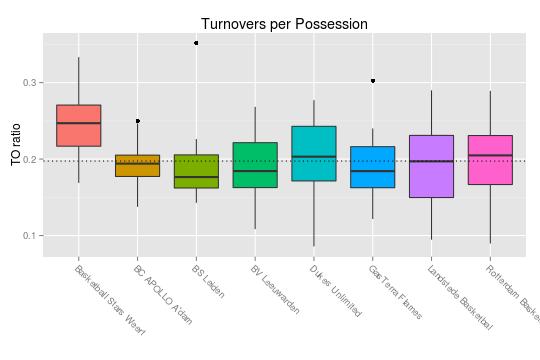 Turnovers per Possession
TO ratio
0.3
0.2
0.1
Basketball Stars Weert
BC APOLLO A'dam
BS Leiden
BV Leeuwarden
Dukes Unlimited
GasTerra Flames
Landstede Basketbal
Rotterdam Baske